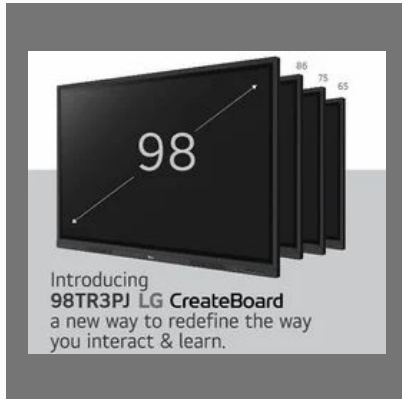 86
75
65
98
Introducing
98TR3PJ LG CreateBoard
a new way to redefine the way
you interact & learn.